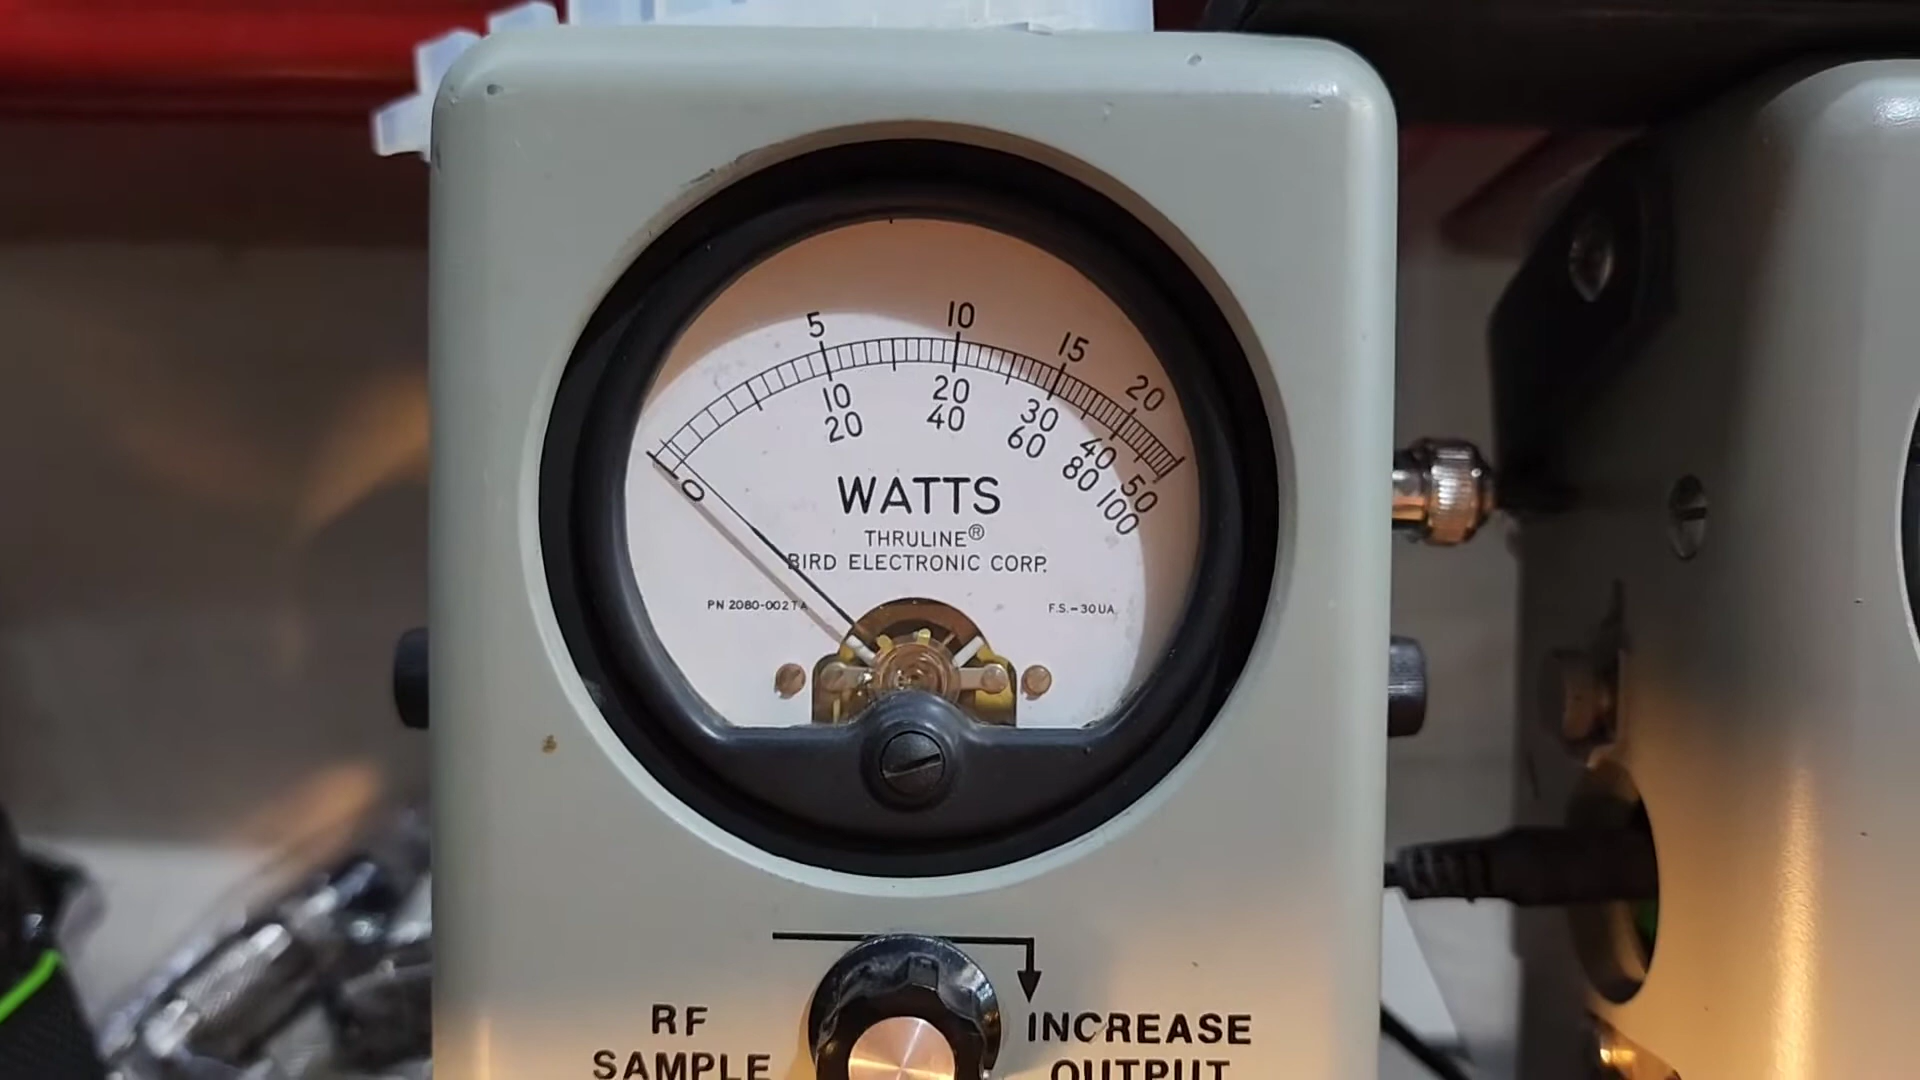 5 10 15 20
10 20 30 40 50
20 40 60 80 100
0
WATTS
THRULINE®
BIRD ELECTRONIC CORP.
PN 2080-002TA F.S.-30UA.
RF INCREASE
SAMPLE OUTPUT